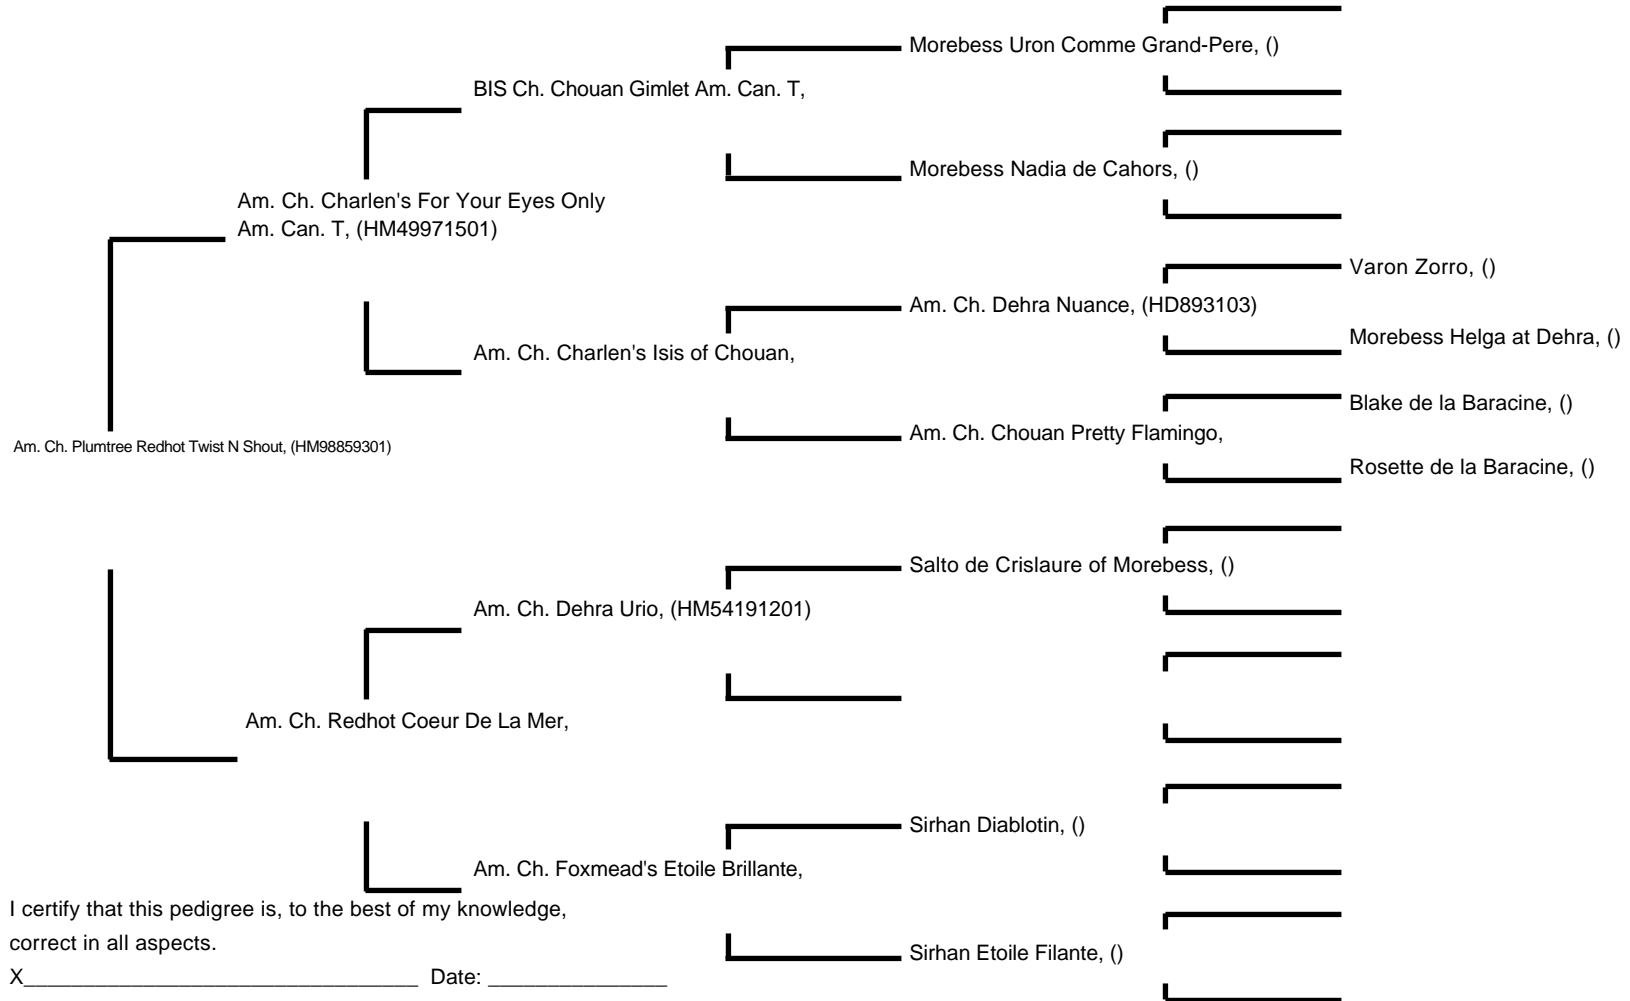 Morebess Uron Comme Grand-Pere, ()
BIS Ch. Chouan Gimlet Am. Can. T,
Morebess Nadia de Cahors, ()
Am. Ch. Charlen's For Your Eyes Only
Am. Can. T, (HM49971501)
Varon Zorro, ()
Am. Ch. Dehra Nuance, (HD893103)
Morebess Helga at Dehra, ()
Am. Ch. Charlen's Isis of Chouan,
Blake de la Baracine, ()
Am. Ch. Chouan Pretty Flamingo,
Rosette de la Baracine, ()
Am. Ch. Plumtree Redhot Twist N Shout, (HM98859301)
Salto de Crislaure of Morebess, ()
Am. Ch. Dehra Urio, (HM54191201)
Am. Ch. Redhot Coeur De La Mer,
Sirhan Diablotin, ()
Am. Ch. Foxmead's Etoile Brillante,
Sirhan Etoile Filante, ()
I certify that this pedigree is, to the best of my knowledge,
correct in all aspects.
X_________________________________ Date: _______________